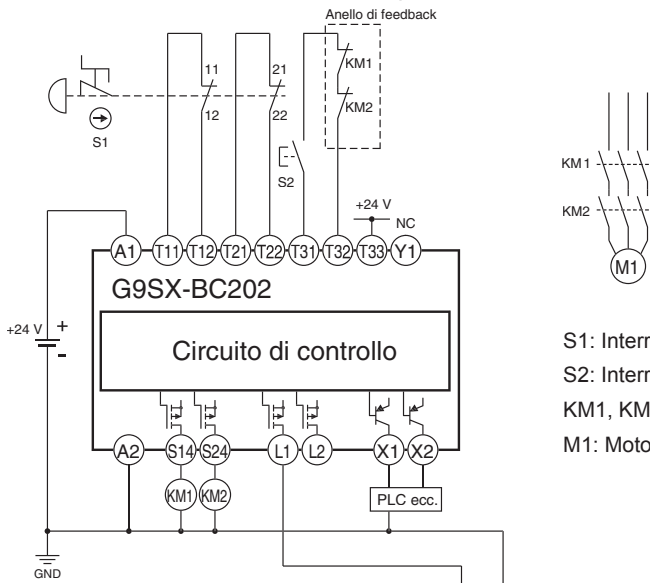 Anello di feedback
KM1
11
21
KM2
12
22
S1
S2
+24 V
NC
KM1
KM2
M1
A1
T11
T12
T21
T22
T31
T32
T33
Y1
G9SX-BC202
+24 V
+
-
Circuito di controllo
A2
S14
S24
L1
L2
X1
X2
KM1
KM2
PLC ecc.
GND
S1: Interr
S2: Interr
KM1, KM
M1: Moto